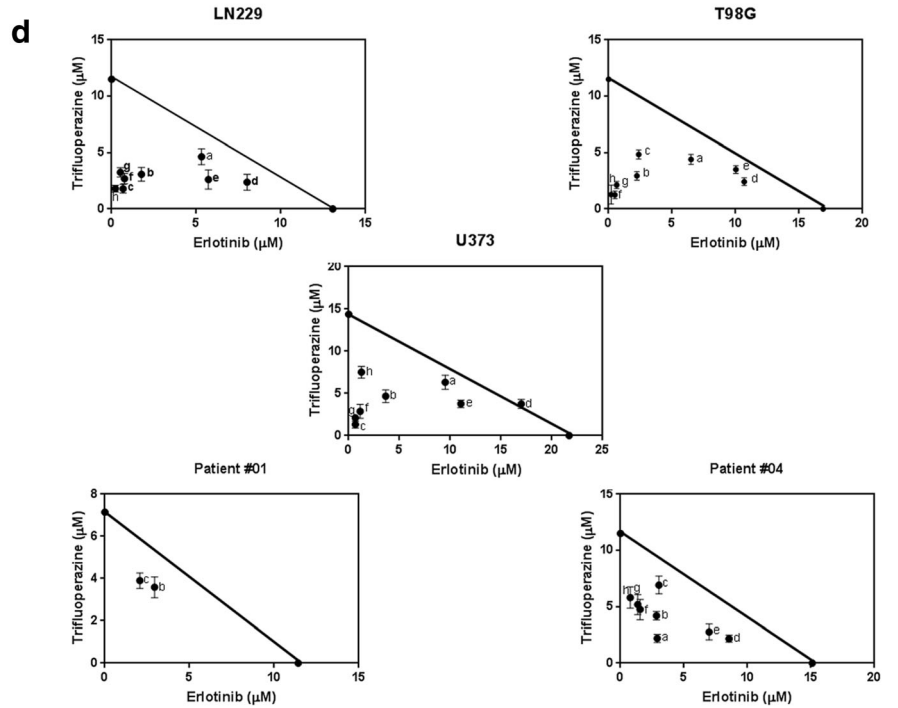 d
LN229
T98G
Trifluoperazine (µM)
15
10
5
0
0
5
10
15
Erlotinib (µM)
a
b
c
d
e
f
g
h
Trifluoperazine (µM)
15
10
5
0
0
5
10
15
20
Erlotinib (µM)
a
b
c
d
e
f
g
h
U373
Trifluoperazine (µM)
20
15
10
5
0
0
5
10
15
20
25
Erlotinib (µM)
a
b
c
d
e
f
g
h
Patient #01
Patient #04
Trifluoperazine (µM)
8
6
4
2
0
0
5
10
15
Erlotinib (µM)
c
b
Trifluoperazine (µM)
15
10
5
0
0
5
10
15
20
Erlotinib (µM)
a
b
c
d
e
f
g
h